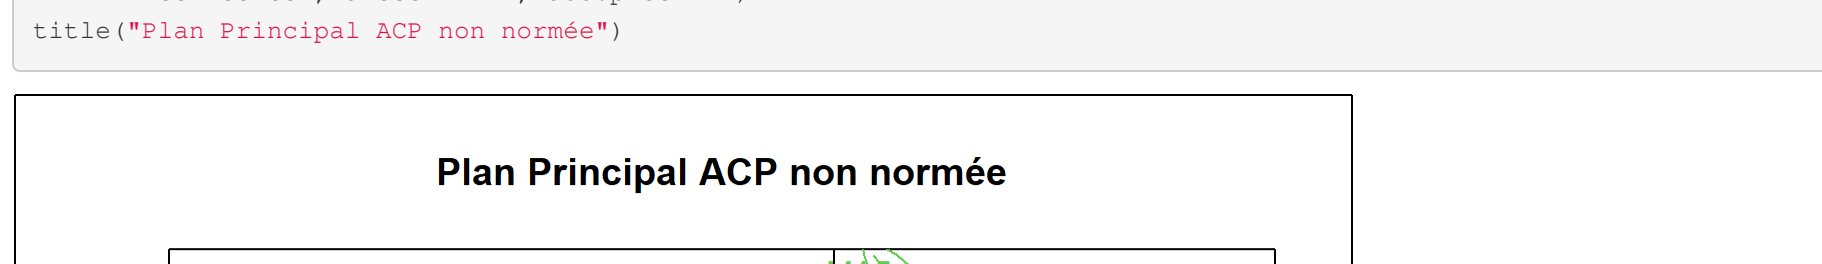 title("Plan Principal ACP non normée")
Plan Principal ACP non normée